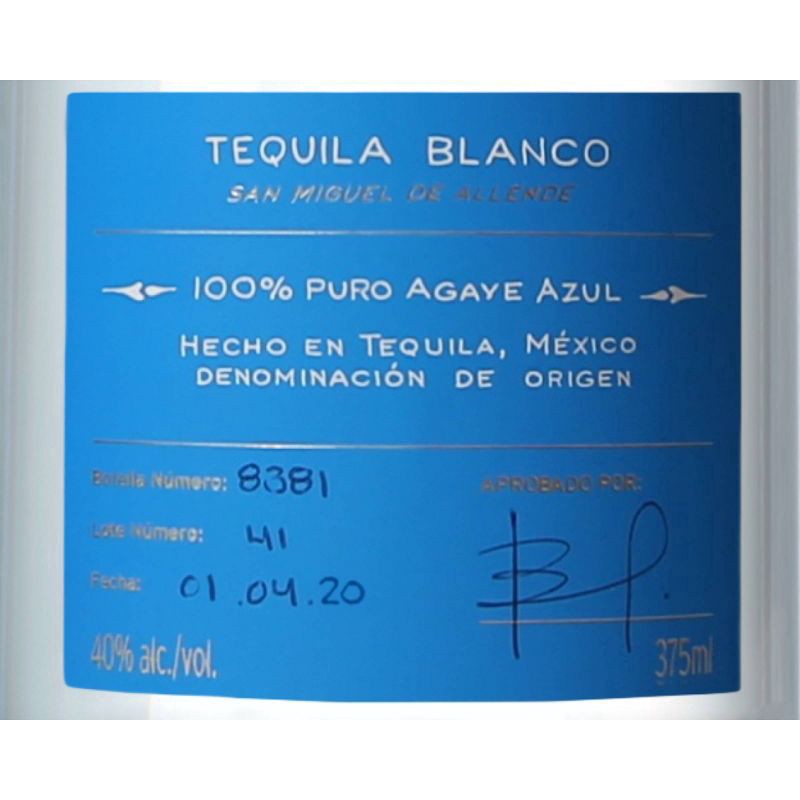 TEQUILA BLANCO
SAN MIGUEL DE ALLENDE
100% PURO AGAVE AZUL
HECHO EN TEQUILA, MÉXICO
DENOMINACIÓN DE ORIGEN
Botella Número: 8381
Lote Número: 41
Fecha: 01.04.20
APROBADO POR:
40% alc./vol.
375ml